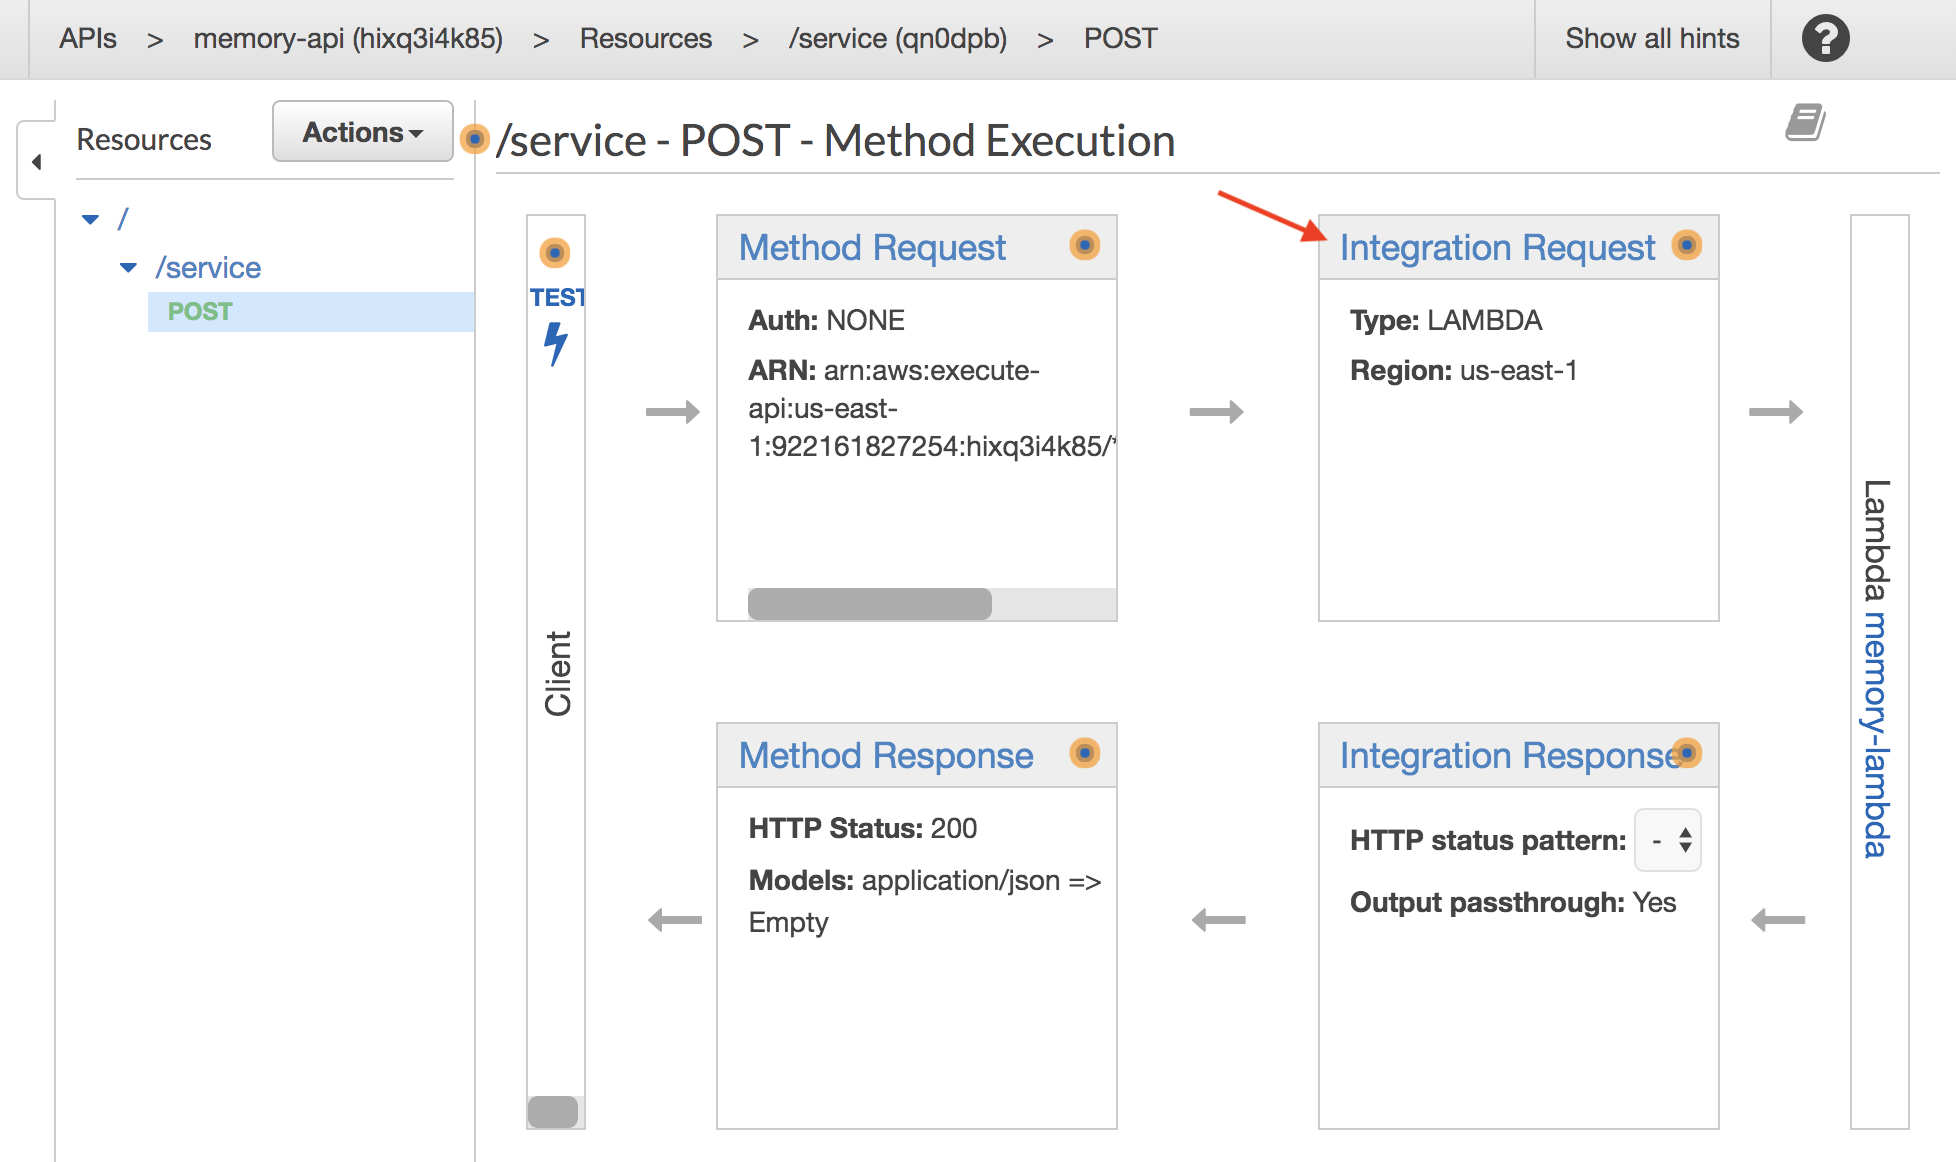 APIs > memory-api (hixq3i4k85) > Resources > /service (qn0dpb) > POST
Show all hints
?
Resources
Actions
/service - POST - Method Execution
/
/service
POST
TEST
Client
Method Request
Auth: NONE
ARN: arn:aws:execute-
api:us-east-
1:922161827254:hixq3i4k85/*
Integration Request
Type: LAMBDA
Region: us-east-1
Lambda memory-lambda
Method Response
HTTP Status: 200
Models: application/json =>
Empty
Integration Response
HTTP status pattern: -
Output passthrough: Yes